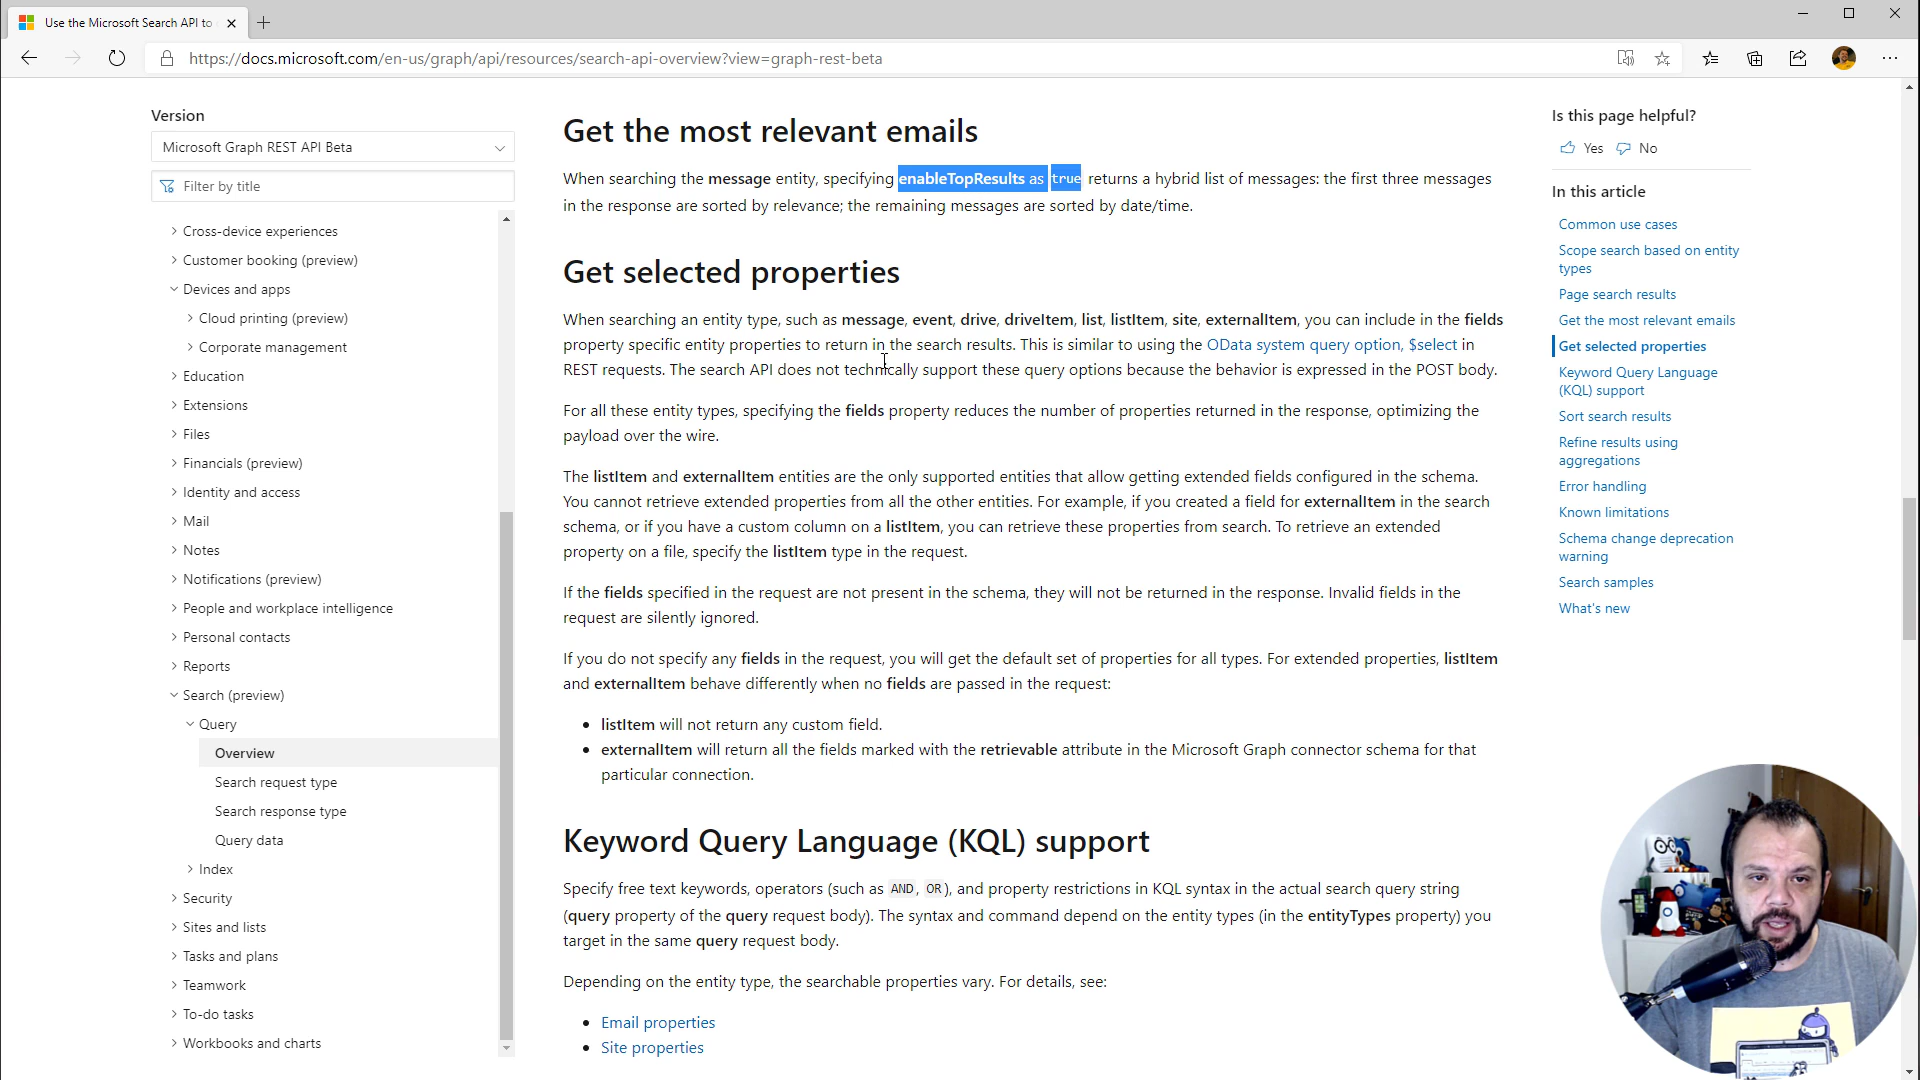 Use the Microsoft Search API to
https://docs.microsoft.com/en-us/graph/api/resources/search-api-overview?view=graph-rest-beta
Version
Microsoft Graph REST API Beta
Filter by title
Cross-device experiences
Customer booking (preview)
Devices and apps
Cloud printing (preview)
Corporate management
Education
Extensions
Files
Financials (preview)
Identity and access
Mail
Notes
Notifications (preview)
People and workplace intelligence
Personal contacts
Reports
Search (preview)
Query
Overview
Search request type
Search response type
Query data
Index
Security
Sites and lists
Tasks and plans
Teamwork
To-do tasks
Workbooks and charts
Get the most relevant emails
When searching the message entity, specifying enableTopResults as true returns a hybrid list of messages: the first three messages
in the response are sorted by relevance; the remaining messages are sorted by date/time.
Get selected properties
When searching an entity type, such as message, event, drive, driveItem, list, listItem, site, externalItem, you can include in the fields
property specific entity properties to return in the search results. This is similar to using the OData system query option, $select in
REST requests. The search API does not technically support these query options because the behavior is expressed in the POST body.
For all these entity types, specifying the fields property reduces the number of properties returned in the response, optimizing the
payload over the wire.
The listItem and externalItem entities are the only supported entities that allow getting extended fields configured in the schema.
You cannot retrieve extended properties from all the other entities. For example, if you created a field for externalItem in the search
schema, or if you have a custom column on a listItem, you can retrieve these properties from search. To retrieve an extended
property on a file, specify the listItem type in the request.
If the fields specified in the request are not present in the schema, they will not be returned in the response. Invalid fields in the
request are silently ignored.
If you do not specify any fields in the request, you will get the default set of properties for all types. For extended properties, listItem
and externalItem behave differently when no fields are passed in the request:
• listItem will not return any custom field.
• externalItem will return all the fields marked with the retrievable attribute in the Microsoft Graph connector schema for that
particular connection.
Keyword Query Language (KQL) support
Specify free text keywords, operators (such as AND, OR), and property restrictions in KQL syntax in the actual search query string
(query property of the query request body). The syntax and command depend on the entity types (in the entityTypes property) you
target in the same query request body.
Depending on the entity type, the searchable properties vary. For details, see:
• Email properties
• Site properties
Is this page helpful?
Yes No
In this article
Common use cases
Scope search based on entity
types
Page search results
Get the most relevant emails
Get selected properties
Keyword Query Language
(KQL) support
Sort search results
Refine results using
aggregations
Error handling
Known limitations
Schema change deprecation
warning
Search samples
What's new